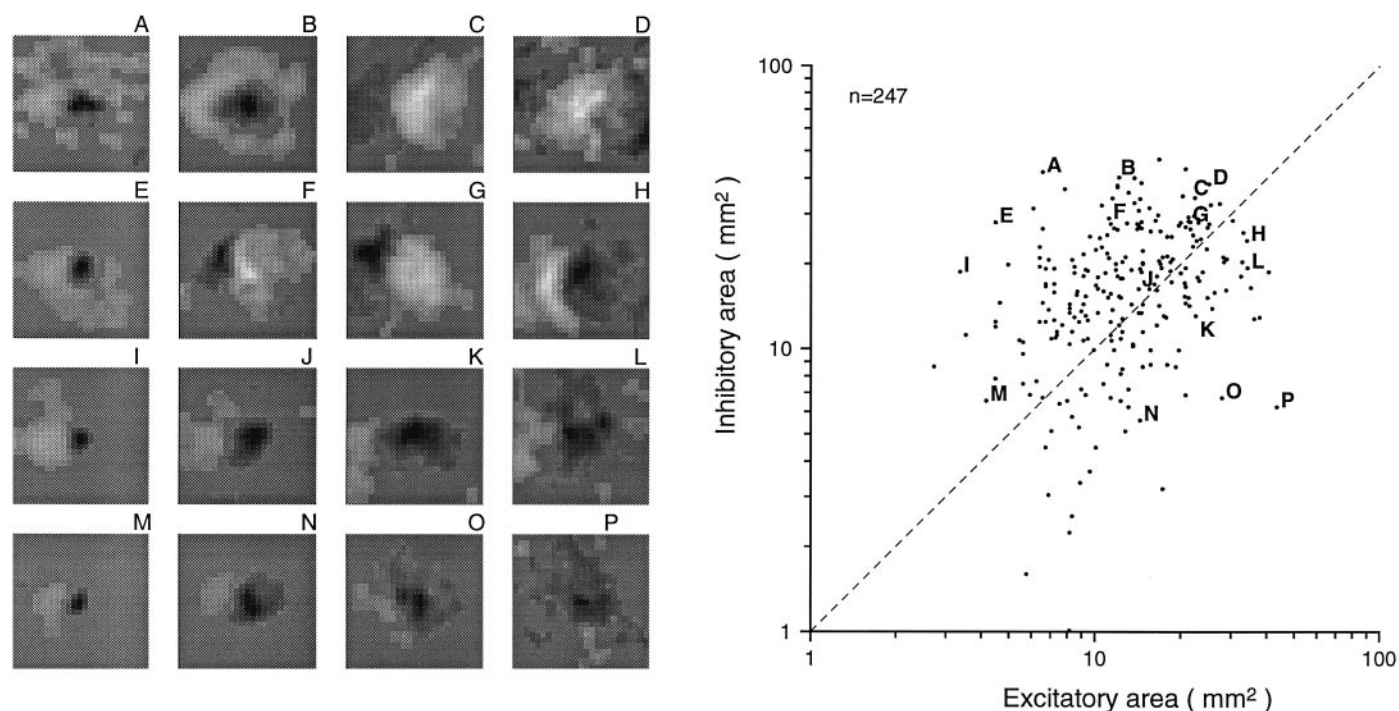 A B C D
E F G H
I J K L
M N O P
100
n=247
A
B
D
C
E
F
G
H
I
L
J
K
10
M
O
P
N
1
1 10 100
Inhibitory area ( mm² )
Excitatory area ( mm² )